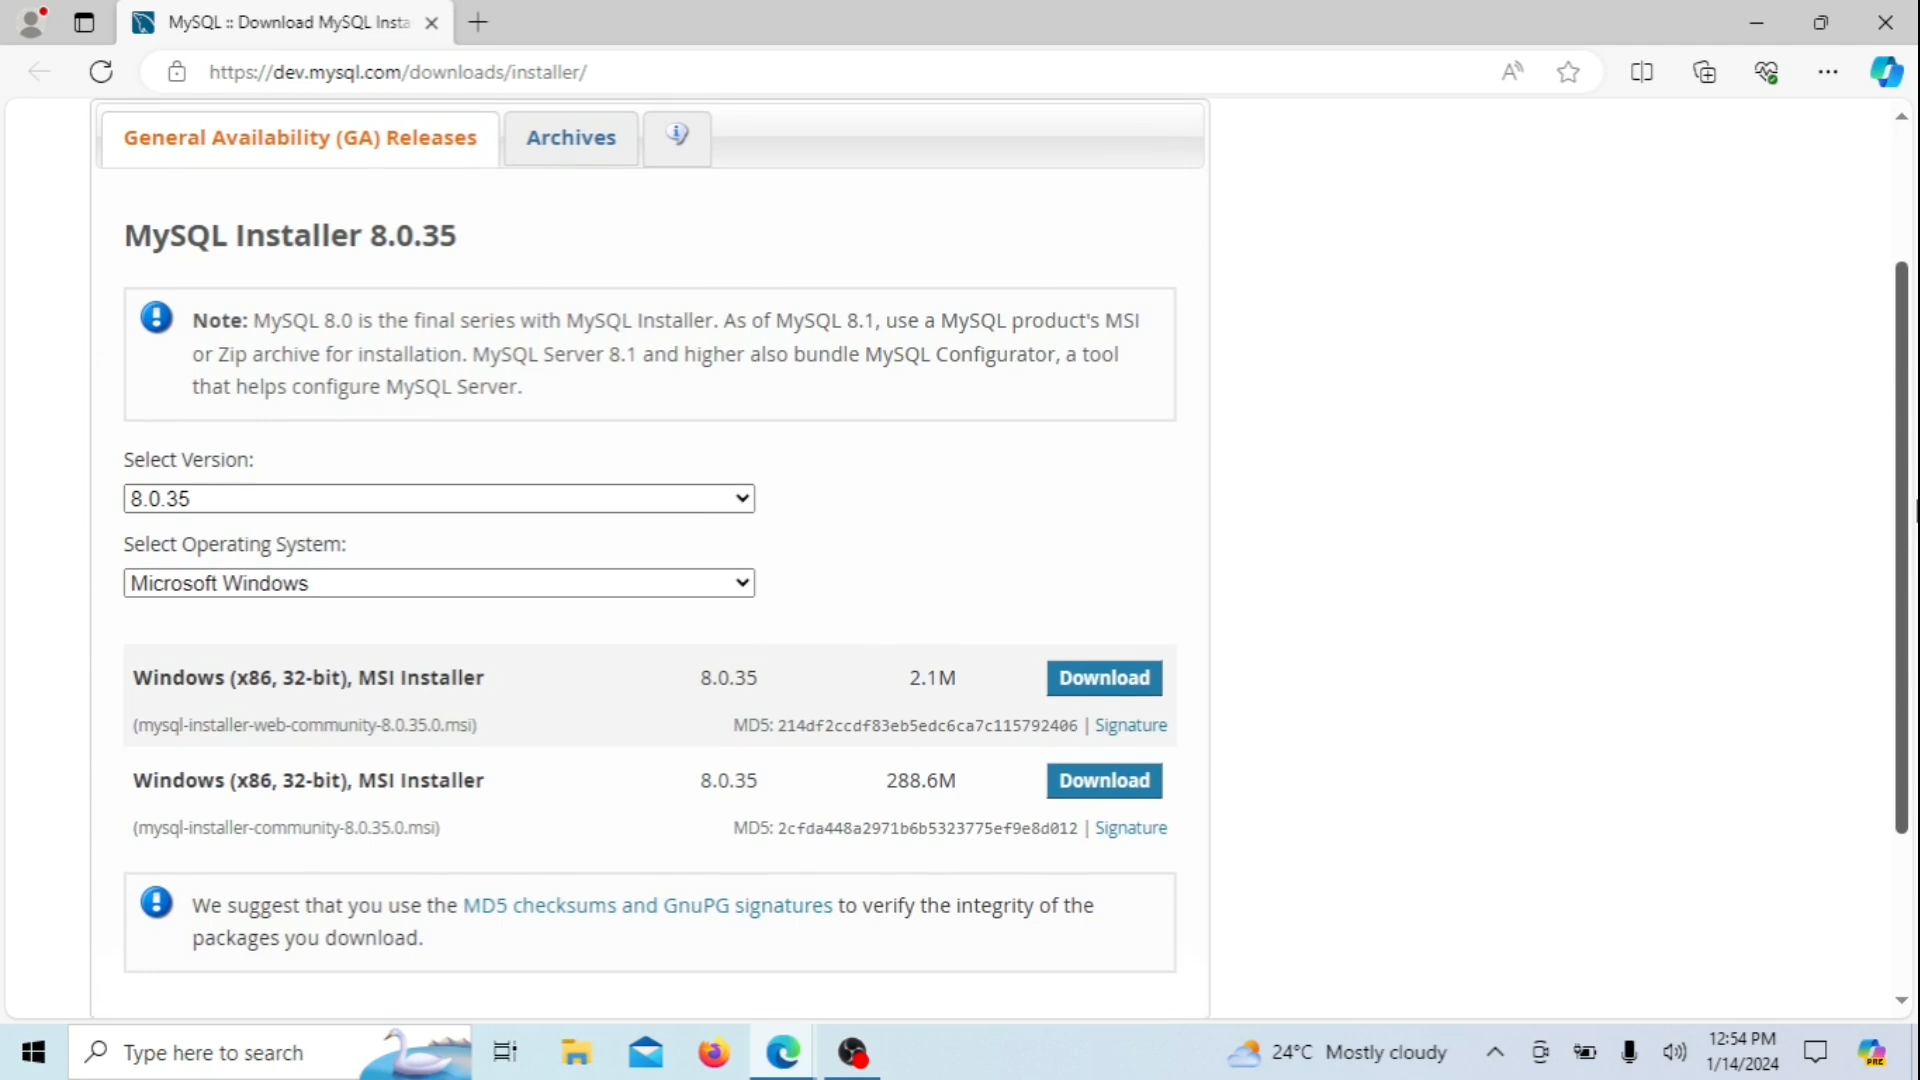 MySQL :: Download MySQL Insta
https://dev.mysql.com/downloads/installer/
General Availability (GA) Releases
Archives
MySQL Installer 8.0.35
Note: MySQL 8.0 is the final series with MySQL Installer. As of MySQL 8.1, use a MySQL product's MSI
or Zip archive for installation. MySQL Server 8.1 and higher also bundle MySQL Configurator, a tool
that helps configure MySQL Server.
Select Version:
8.0.35
Select Operating System:
Microsoft Windows
Windows (x86, 32-bit), MSI Installer 8.0.35 2.1M Download
(mysql-installer-web-community-8.0.35.0.msi) MD5: 214df2ccdf83eb5edc6ca7c115792406 | Signature
Windows (x86, 32-bit), MSI Installer 8.0.35 288.6M Download
(mysql-installer-community-8.0.35.0.msi) MD5: 2cfda448a2971b6b5323775ef9e8d012 | Signature
We suggest that you use the MD5 checksums and GnuPG signatures to verify the integrity of the
packages you download.
Type here to search
24°C Mostly cloudy
12:54 PM
1/14/2024
PRE